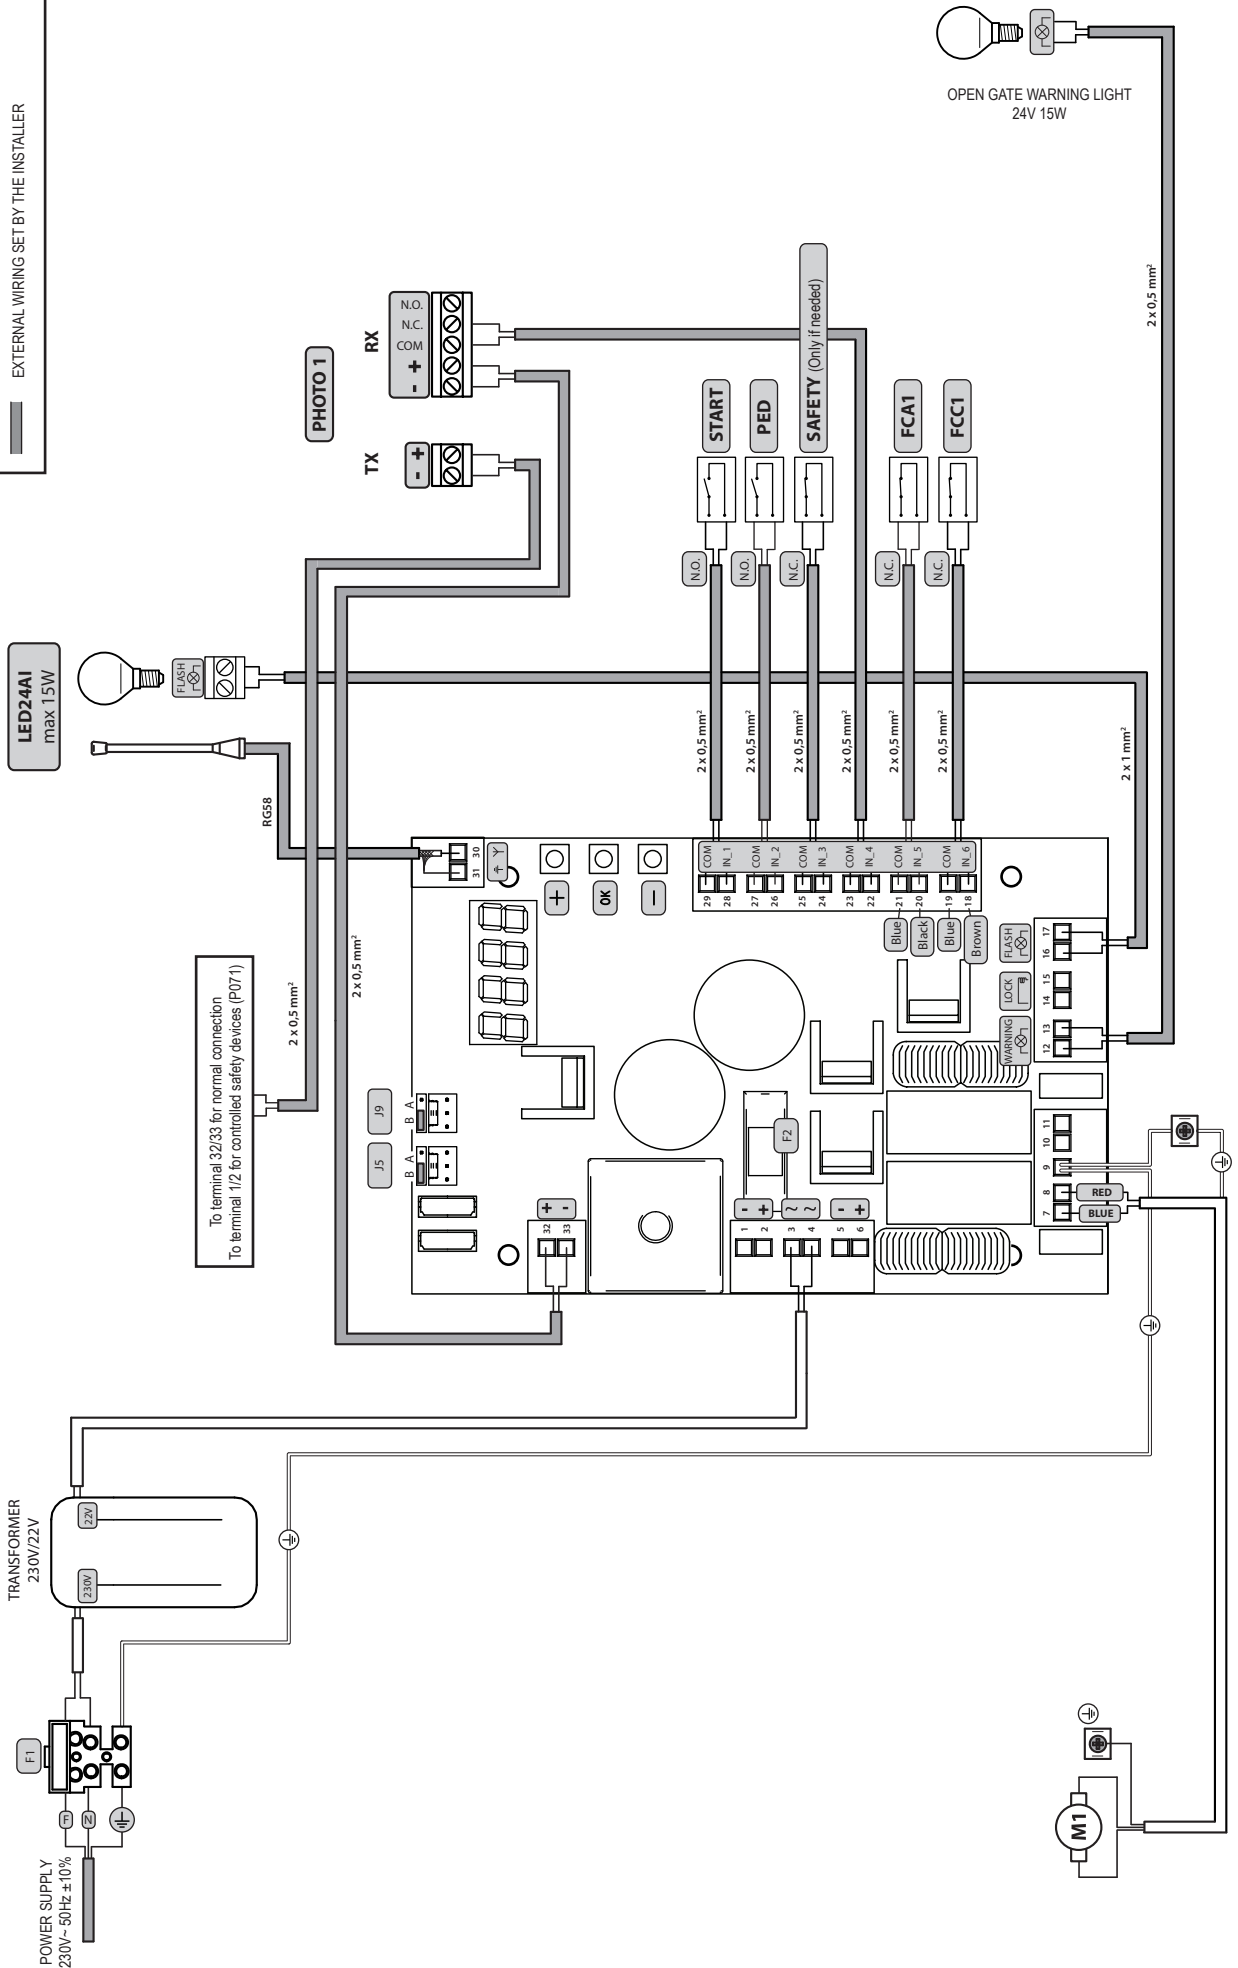 EXTERNAL WIRING SET BY THE INSTALLER
OPEN GATE WARNING LIGHT
24V 15W
LED24AI
max 15W
FLASH
RG58
PHOTO 1
TX
- +
RX
- + COM N.C. N.O.
START
PED
SAFETY (Only if needed)
FCA1
FCC1
N.O.
N.O.
N.C.
N.C.
N.C.
2 x 0,5 mm²
2 x 0,5 mm²
2 x 0,5 mm²
2 x 0,5 mm²
2 x 0,5 mm²
2 x 0,5 mm²
2 x 1 mm²
2 x 0,5 mm²
2 x 0,5 mm²
2 x 0,5 mm²
To terminal 32/33 for normal connection
To terminal 1/2 for controlled safety devices (P071)
31 30
+
OK
-
J5
B A
J9
B A
29 COM
28 IN_1
27 COM
26 IN_2
25 COM
24 IN_3
23 COM
22 IN_4
21 COM
20 IN_5
19 COM
18 IN_6
Blue
Black
Blue
Brown
WARNING
LOCK
FLASH
12 13 14 15 16 17
F2
+ -
32 33
- +
~ ~
- +
1 2 3 4 5 6
7 8 9 10 11
RED
BLUE
TRANSFORMER
230V/22V
230V
22V
F1
F
N
POWER SUPPLY
230V~ 50Hz ±10%
M1